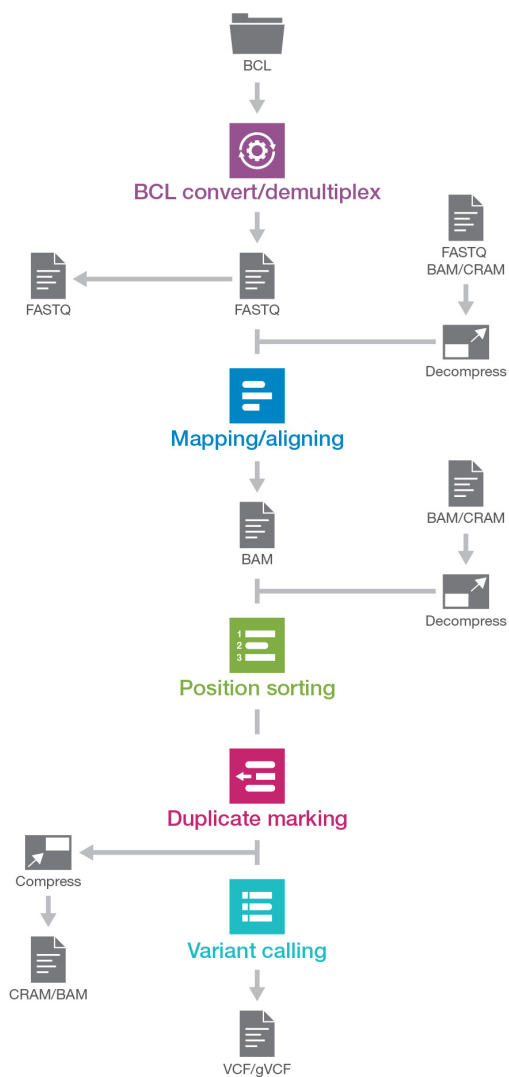 BCL
BCL convert/demultiplex
FASTQ
BAM/CRAM
FASTQ
FASTQ
Decompress
Mapping/aligning
BAM/CRAM
BAM
Decompress
1
2
3
Position sorting
Duplicate marking
Compress
Variant calling
CRAM/BAM
VCF/gVCF